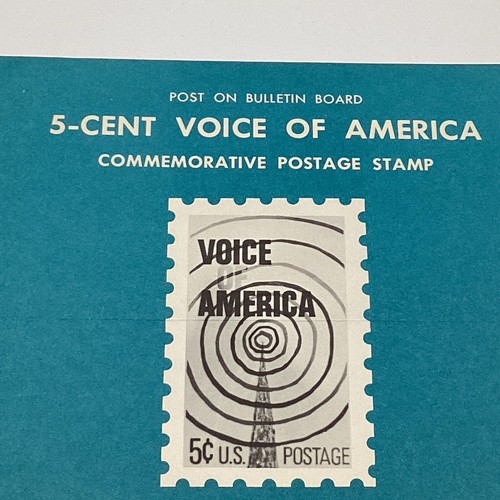 POST ON BULLETIN BOARD
5-CENT VOICE OF AMERICA
COMMEMORATIVE POSTAGE STAMP
VOICE
OF
AMERICA
5¢ U.S. POSTAGE